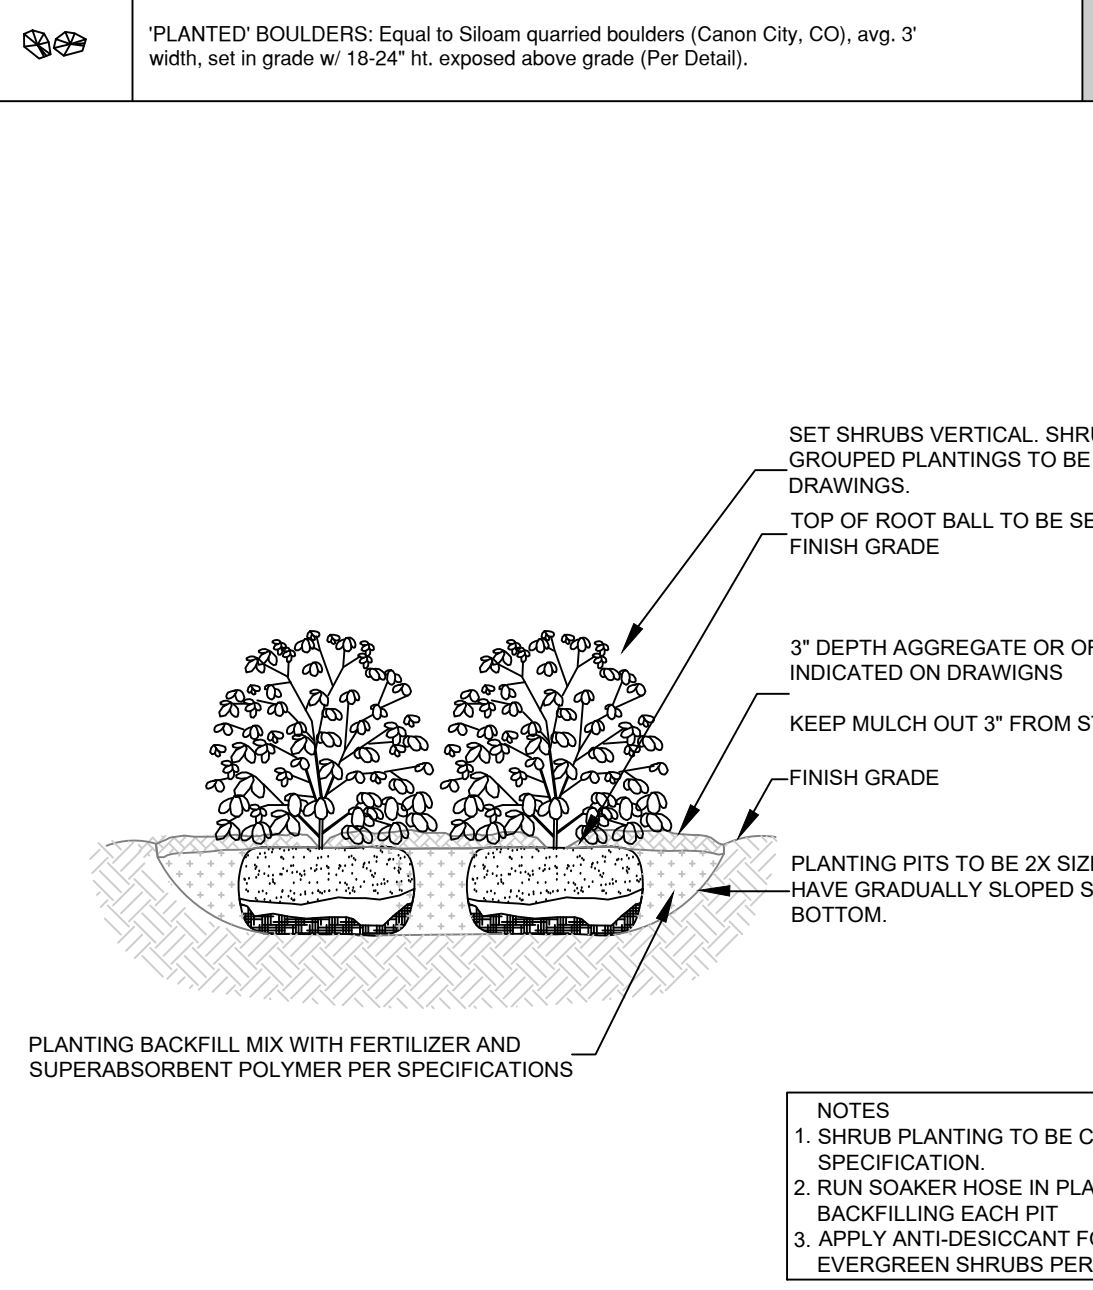 'PLANTED' BOULDERS: Equal to Siloam quarried boulders (Canon City, CO), avg. 3'
width, set in grade w/ 18-24" ht. exposed above grade (Per Detail).
SET SHRUBS VERTICAL.
GROUPED PLANTINGS TO BE
DRAWINGS.
TOP OF ROOT BALL TO BE
FINISH GRADE
3" DEPTH AGGREGATE OR
INDICATED ON DRAWIGNS
KEEP MULCH OUT 3" FROM
FINISH GRADE
PLANTING PITS TO BE 2X
HAVE GRADUALLY SLOPED
BOTTOM.
PLANTING BACKFILL MIX WITH FERTILIZER AND
SUPERABSORBENT POLYMER PER SPECIFICATIONS
NOTES
1. SHRUB PLANTING TO BE
SPECIFICATION.
2. RUN SOAKER HOSE IN
BACKFILLING EACH PIT
3. APPLY ANTI-DESICCANT
EVERGREEN SHRUBS PER